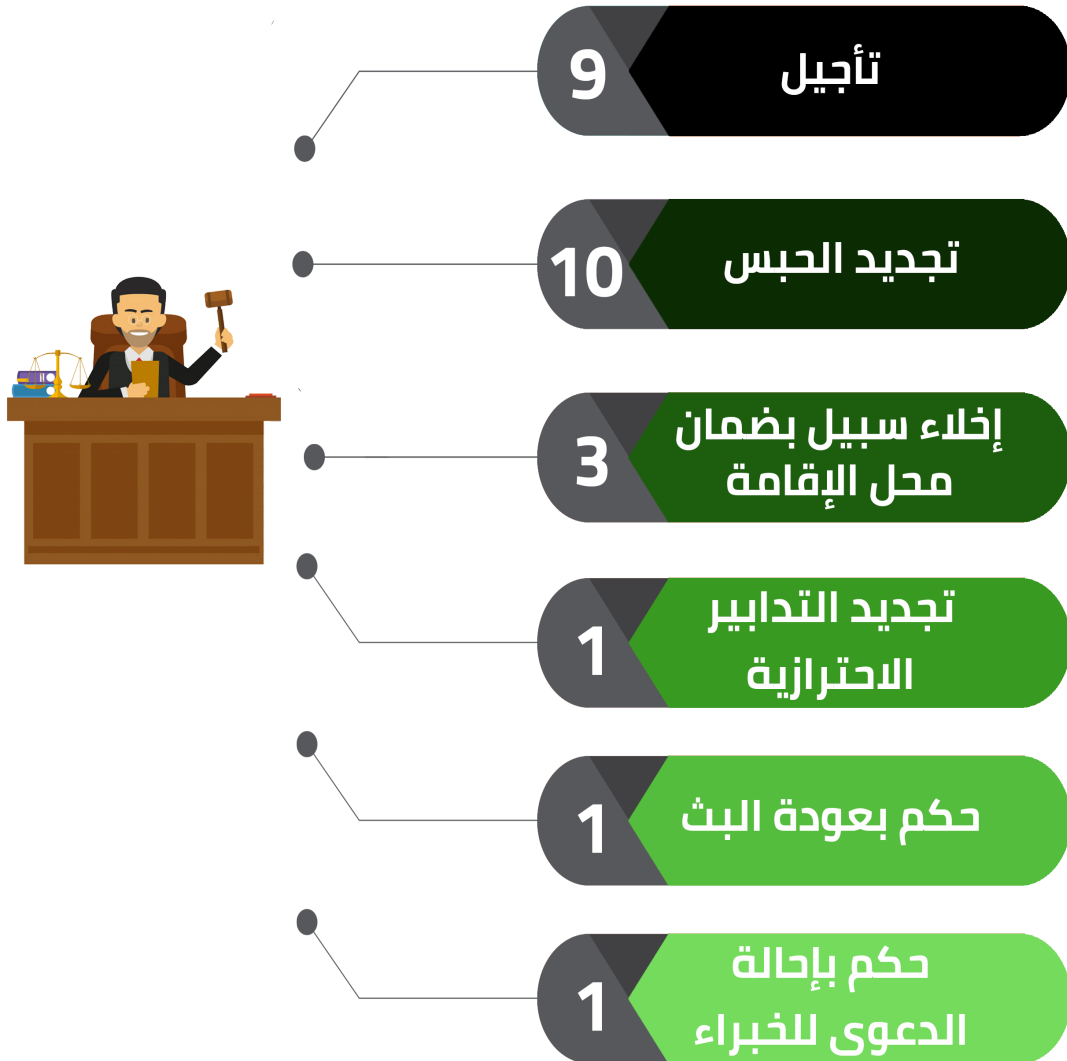 9 تأجيل
10 تجديد الحبس
3 إخلاء سبيل بضمان
محل الإقامة
1 تجديد التدابير
الاحترازية
1 حكم بعودة البث
1 حكم بإحالة
الدعوى للخبراء